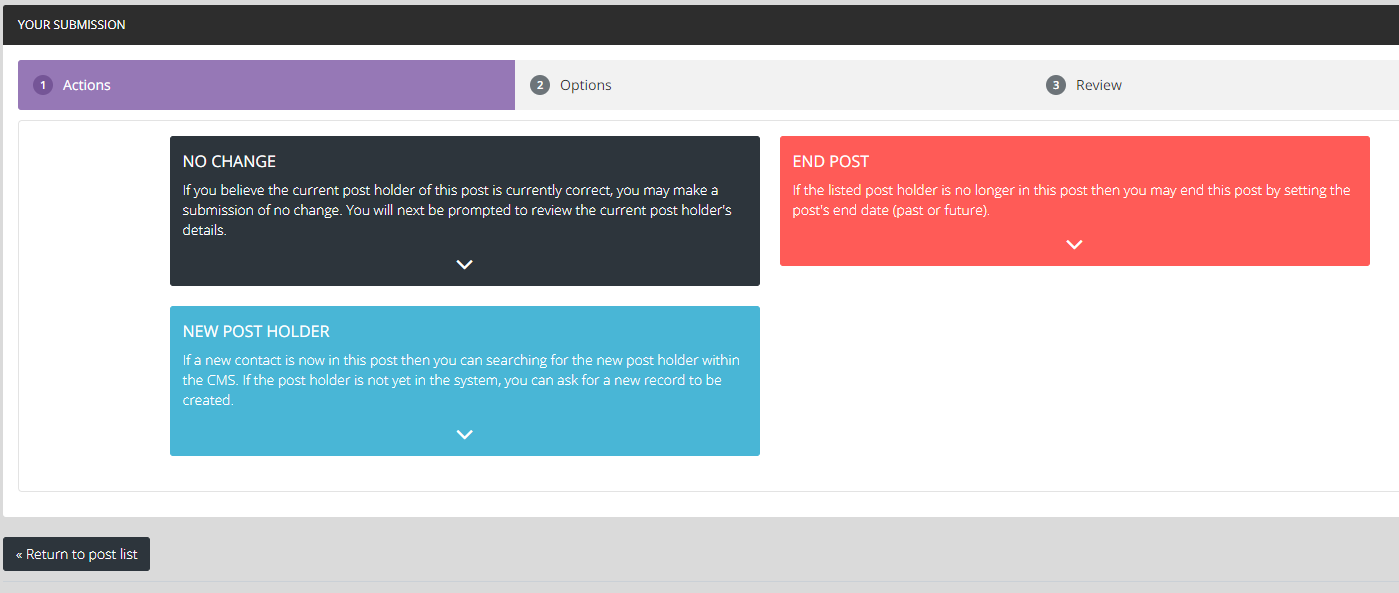 YOUR SUBMISSION
1 Actions
2 Options
3 Review
NO CHANGE
If you believe the current post holder of this post is currently correct, you may make a
submission of no change. You will next be prompted to review the current post holder's
details.
END POST
If the listed post holder is no longer in this post then you may end this post by setting the
post's end date (past or future).
NEW POST HOLDER
If a new contact is now in this post then you can searching for the new post holder within
the CMS. If the post holder is not yet in the system, you can ask for a new record to be
created.
« Return to post list